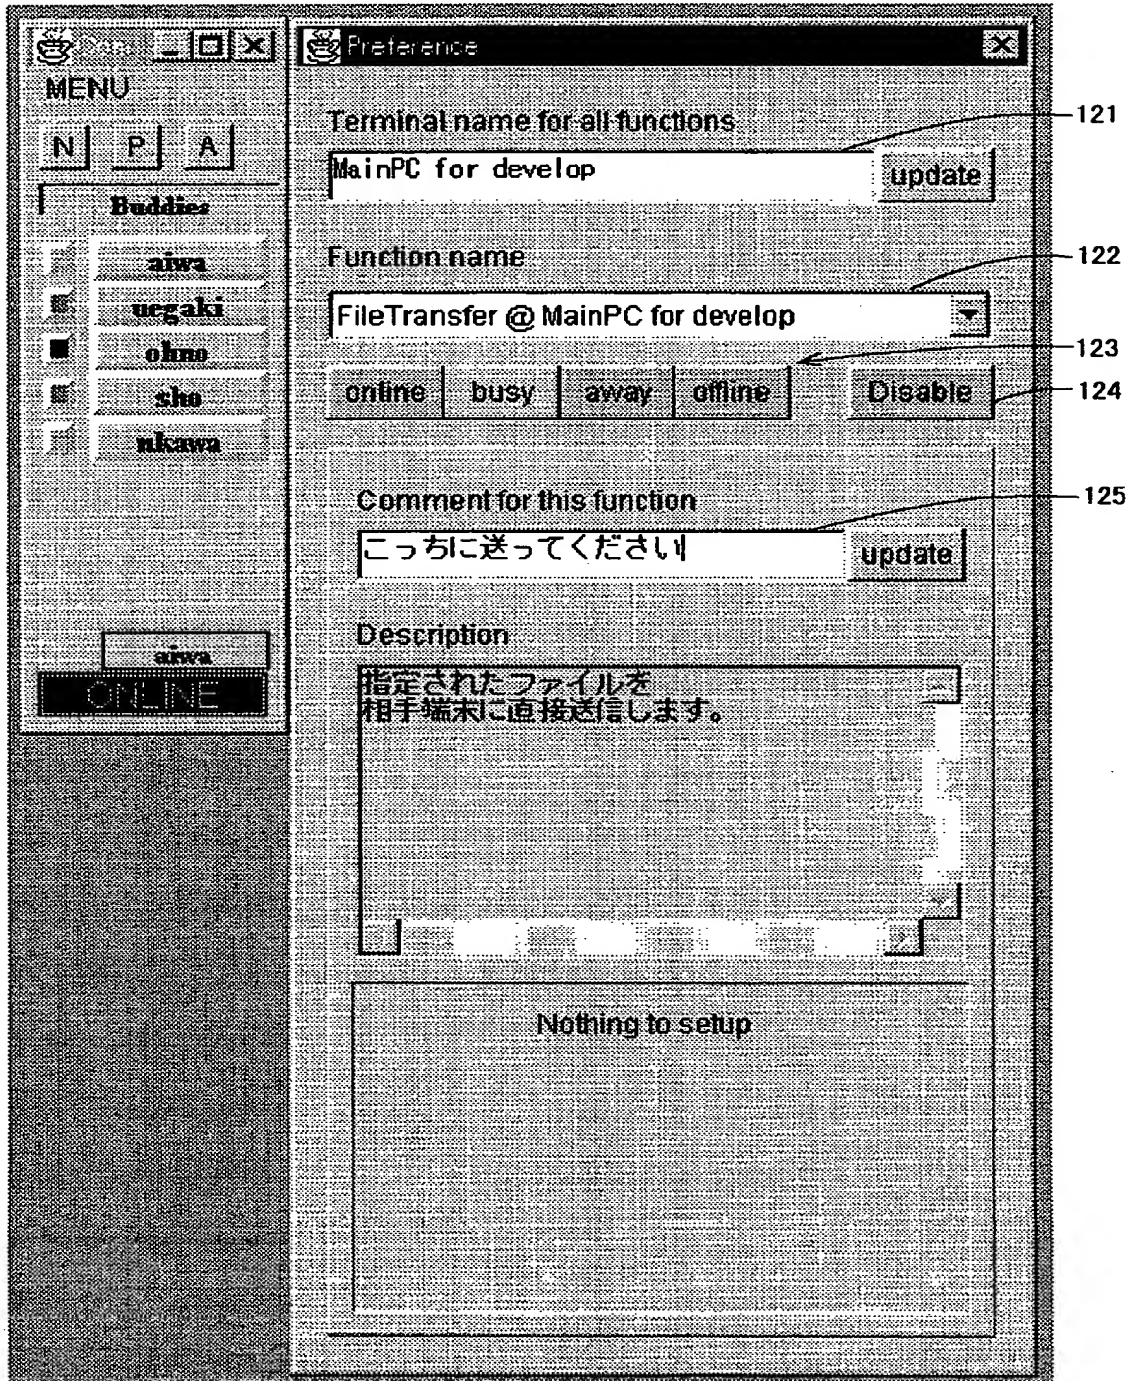 MENU
N P A
Buddies
aiwa
uegaki
ohno
sho
nkawa
aiwa
ONLINE
Preference
Terminal name for all functions
MainPC for develop
update
Function name
FileTransfer @ MainPC for develop
online busy away offline Disable
Comment for this function
こっちに送ってください
update
Description
指定されたファイルを
相手端末に直接送信します。
Nothing to setup
121
122
123
124
125